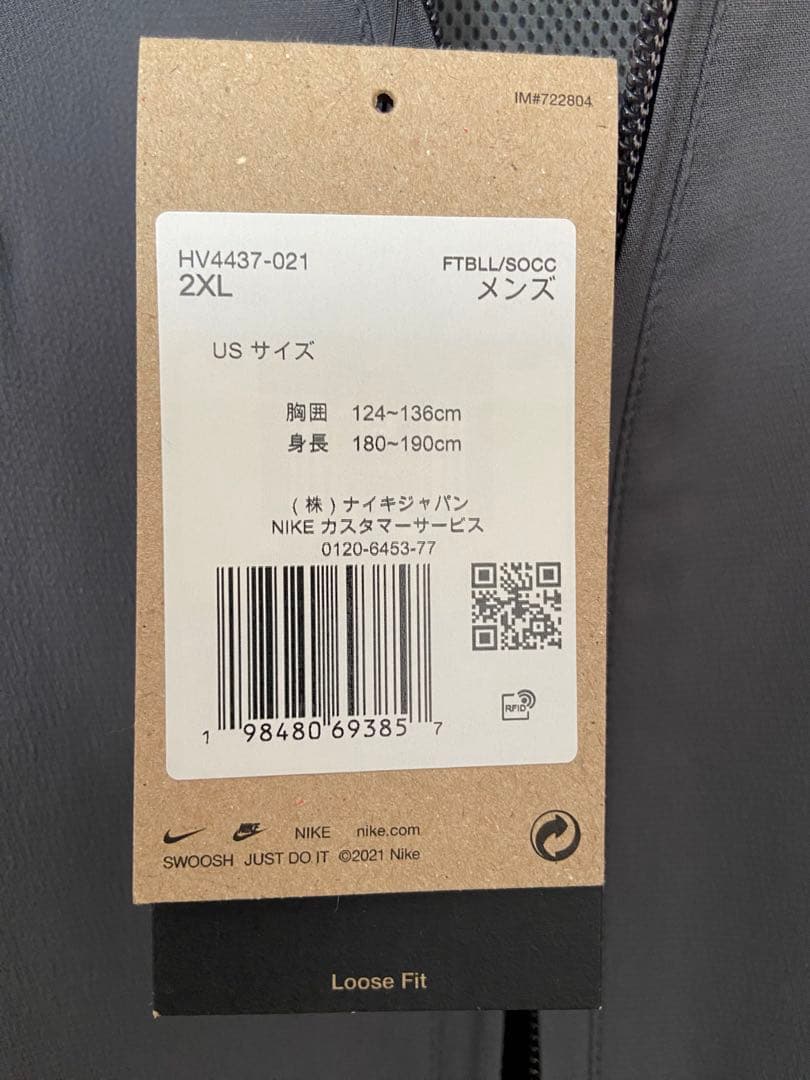 IM#722804
HV4437-021
FTBLL/SOCC
2XL
メンズ
US サイズ
胸囲 124~136cm
身長 180~190cm
(株)ナイキジャパン
NIKE カスタマーサービス
0120-6453-77
RFID
1 98480 69385 7
NIKE nike.com
SWOOSH JUST DO IT ©2021 Nike
Loose Fit